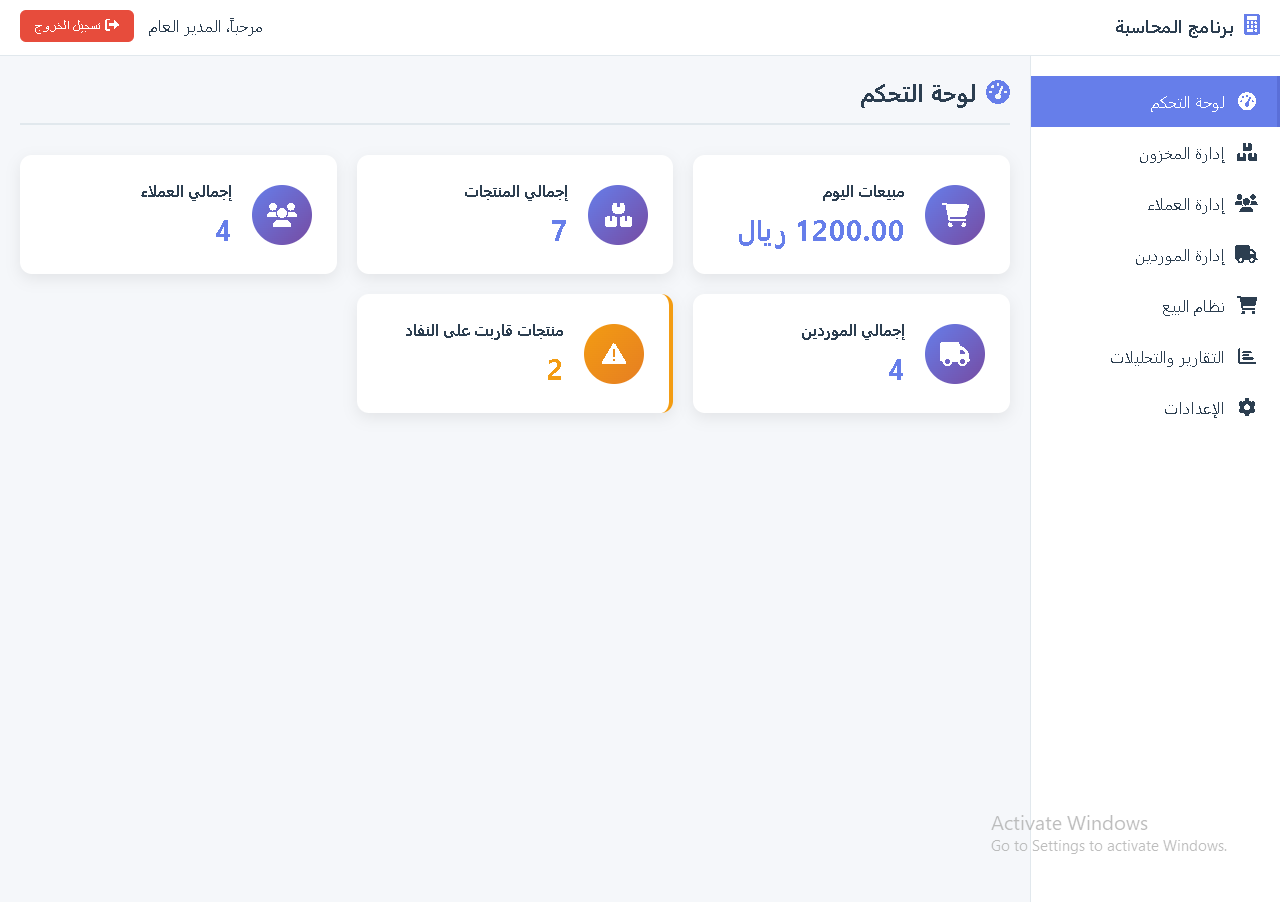 برنامج المحاسبة
مرحباً، المدير العام
تسجيل الخروج
لوحة التحكم
إدارة المخزون
إدارة العملاء
إدارة الموردين
نظام البيع
التقارير والتحليلات
الإعدادات
لوحة التحكم
مبيعات اليوم
1200.00 ريال
إجمالي المنتجات
7
إجمالي العملاء
4
إجمالي الموردين
4
منتجات قاربت على النفاد
2
Activate Windows
Go to Settings to activate Windows.